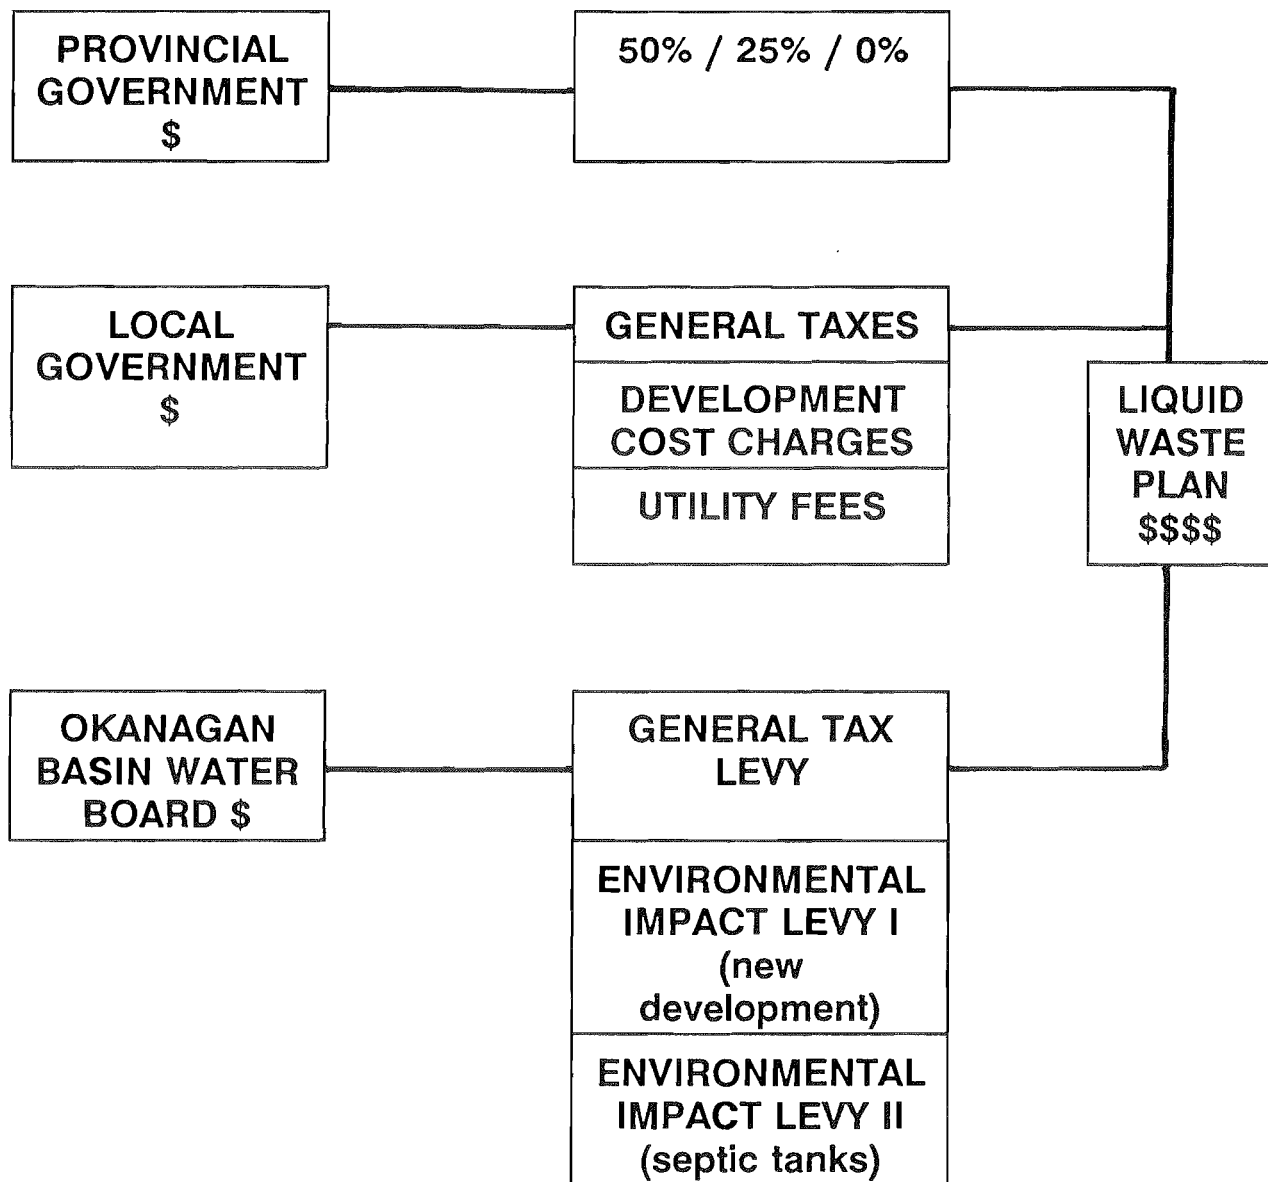 PROVINCIAL
GOVERNMENT
$
50% / 25% / 0%
LOCAL
GOVERNMENT
$
GENERAL TAXES
DEVELOPMENT
COST CHARGES
UTILITY FEES
LIQUID
WASTE
PLAN
$$$$
OKANAGAN
BASIN WATER
BOARD $
GENERAL TAX
LEVY
ENVIRONMENTAL
IMPACT LEVY I
(new
development)
ENVIRONMENTAL
IMPACT LEVY II
(septic tanks)